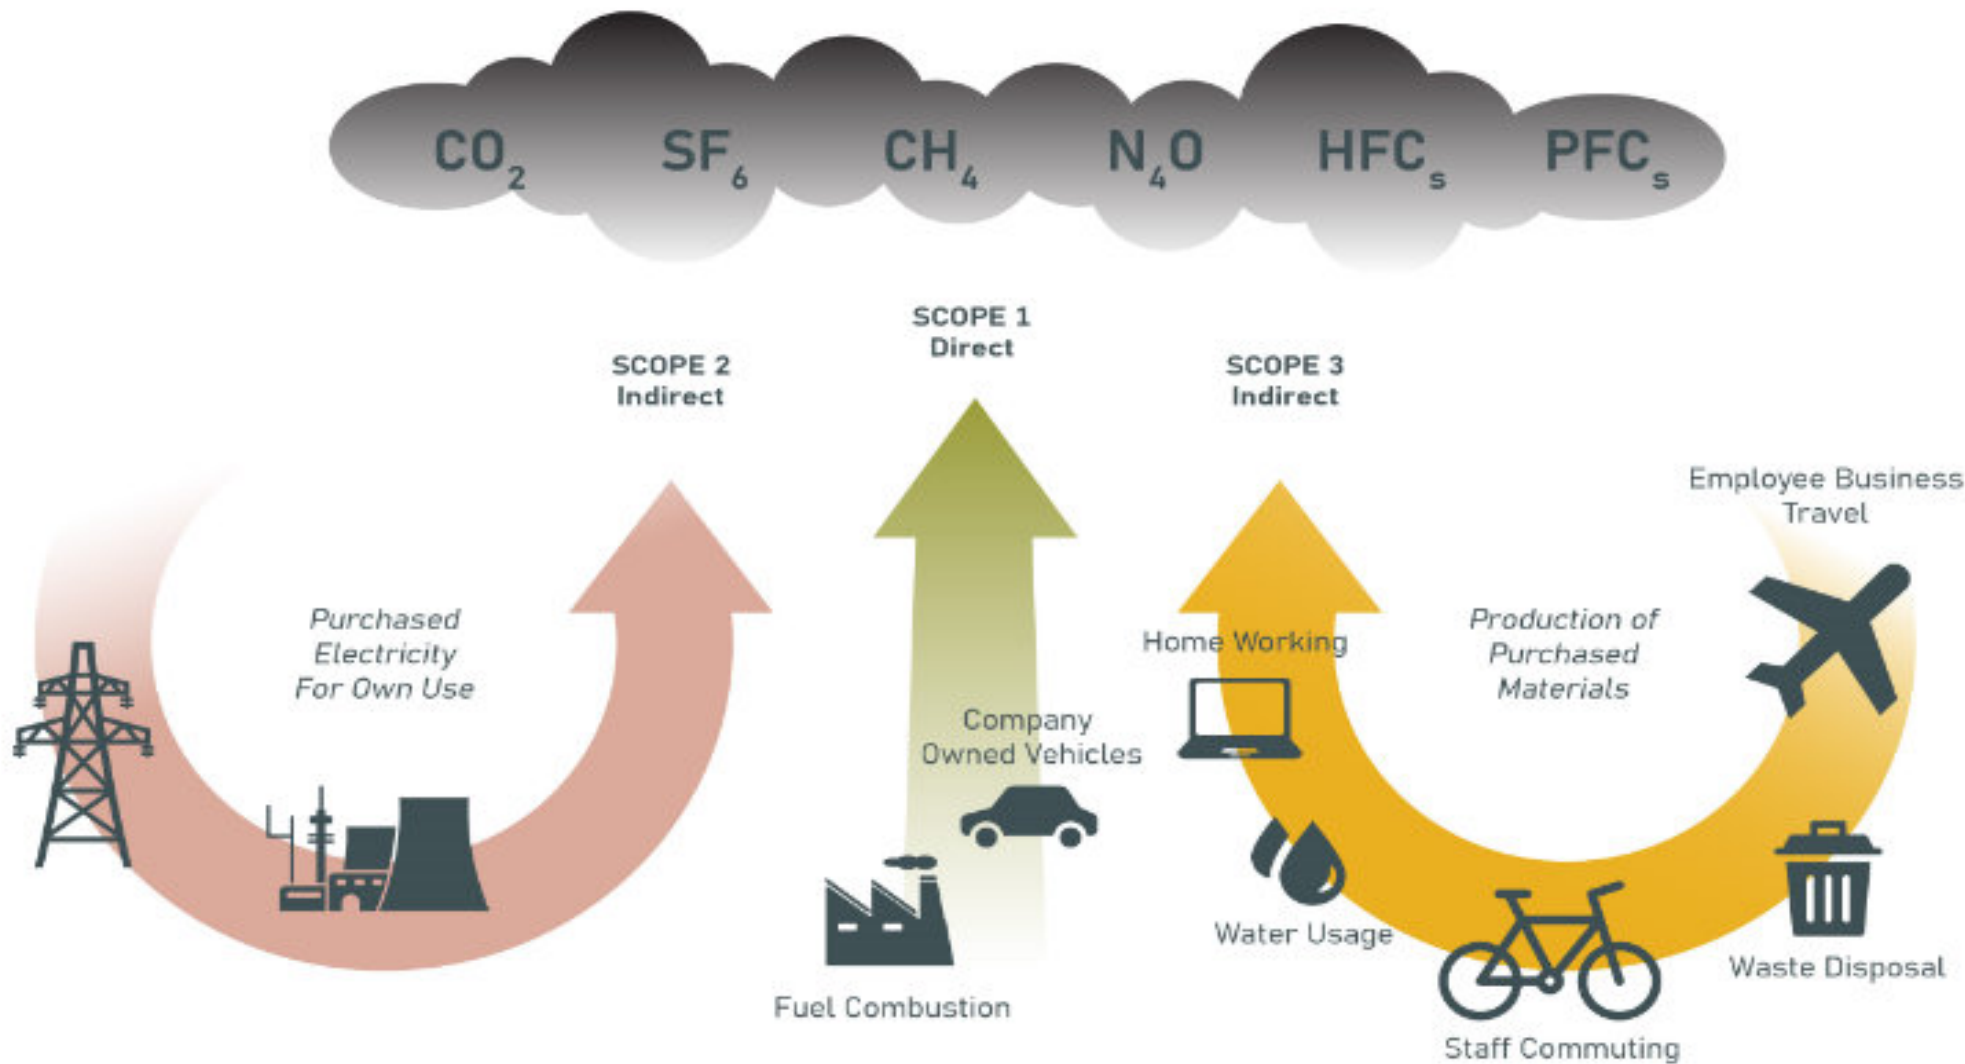 CO₂ SF₆ CH₄ N₄O HFCₛ PFCₛ
SCOPE 1
Direct
SCOPE 2
Indirect
SCOPE 3
Indirect
Purchased
Electricity
For Own Use
Company
Owned Vehicles
Fuel Combustion
Employee Business
Travel
Home Working
Production of
Purchased
Materials
Water Usage
Staff Commuting
Waste Disposal